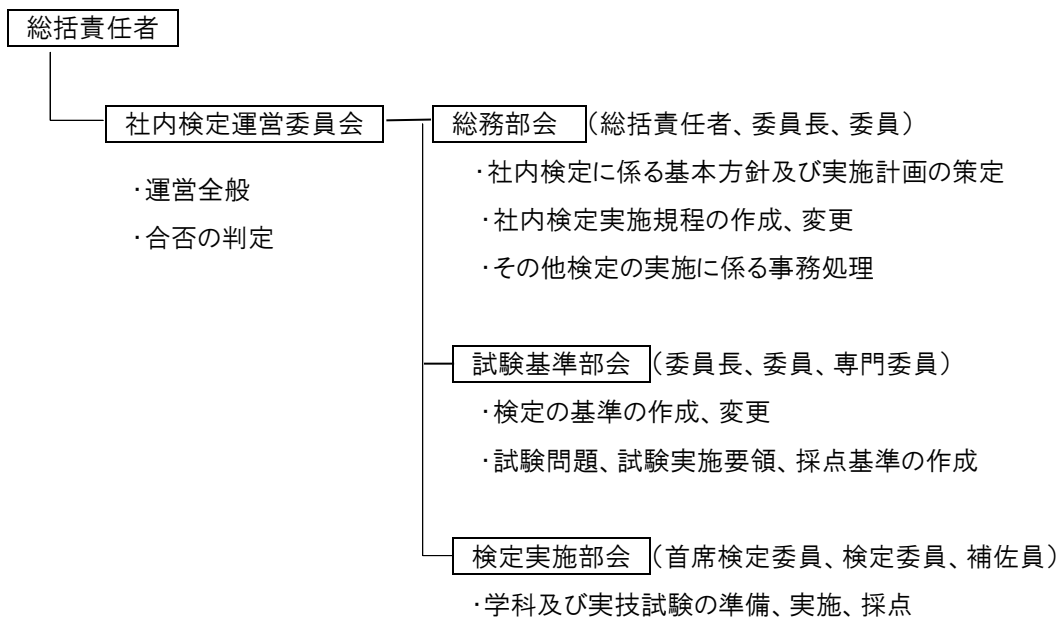 総括責任者
社内検定運営委員会
・運営全般
・合否の判定
総務部会（総括責任者、委員長、委員）
・社内検定に係る基本方針及び実施計画の策定
・社内検定実施規程の作成、変更
・その他検定の実施に係る事務処理
試験基準部会（委員長、委員、専門委員）
・検定の基準の作成、変更
・試験問題、試験実施要領、採点基準の作成
検定実施部会（首席検定委員、検定委員、補佐員）
・学科及び実技試験の準備、実施、採点